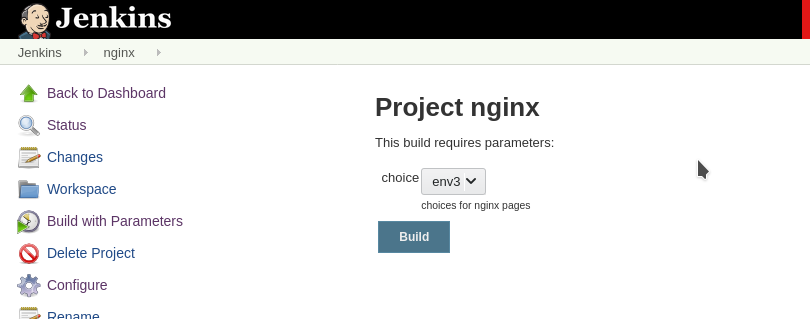 Jenkins
Jenkins
nginx
Back to Dashboard
Status
Changes
Workspace
Build with Parameters
Delete Project
Configure
Rename
Project nginx
This build requires parameters:
choice env3
choices for nginx pages
Build